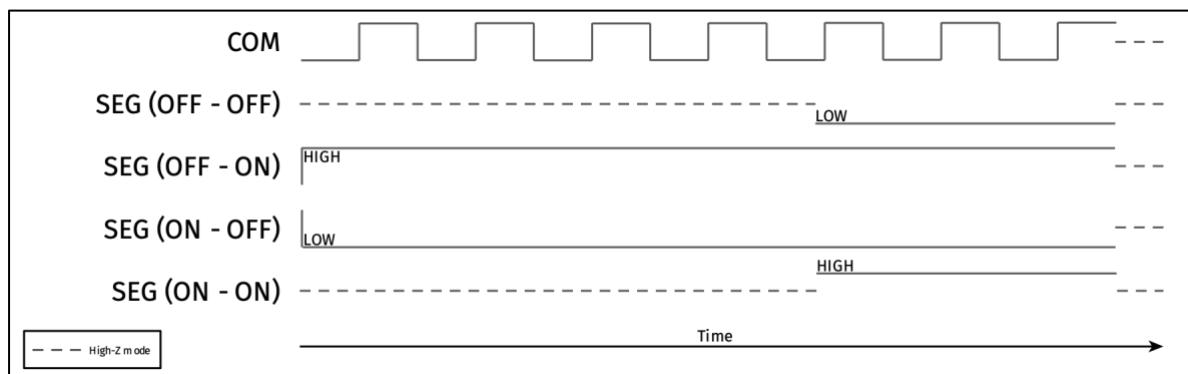 COM
SEG (OFF - OFF)
LOW
SEG (OFF - ON)
HIGH
SEG (ON - OFF)
LOW
SEG (ON - ON)
HIGH
Time
High-Z mode